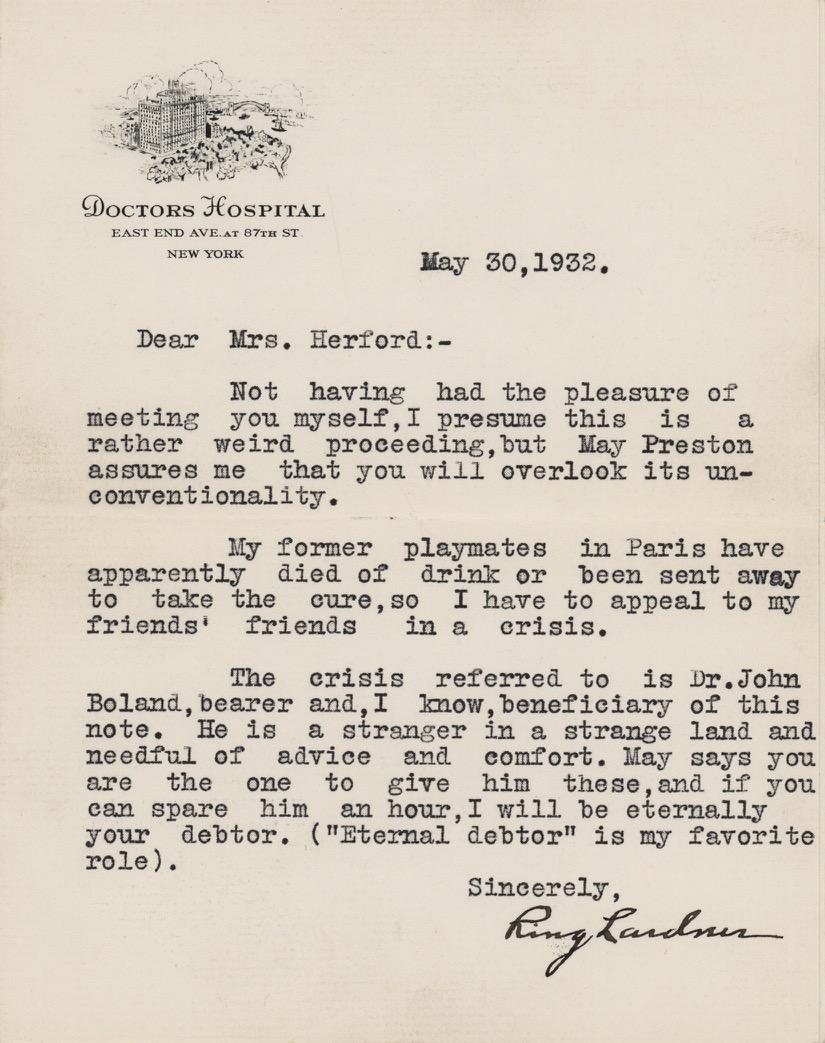 DOCTORS HOSPITAL
EAST END AVE. AT 87TH ST.
NEW YORK
May 30,1932.
Dear Mrs. Herford:-
Not having had the pleasure of
meeting you myself,I presume this is a
rather weird proceeding,but May Preston
assures me that you will overlook its un-
conventionality.
My former playmates in Paris have
apparently died of drink or been sent away
to take the cure,so I have to appeal to my
friends' friends in a crisis.
The crisis referred to is Dr.John
Boland,bearer and,I know,beneficiary of this
note. He is a stranger in a strange land and
needful of advice and comfort. May says you
are the one to give him these,and if you
can spare him an hour,I will be eternally
your debtor. ("Eternal debtor" is my favorite
role).
Sincerely,
Ring Lardner